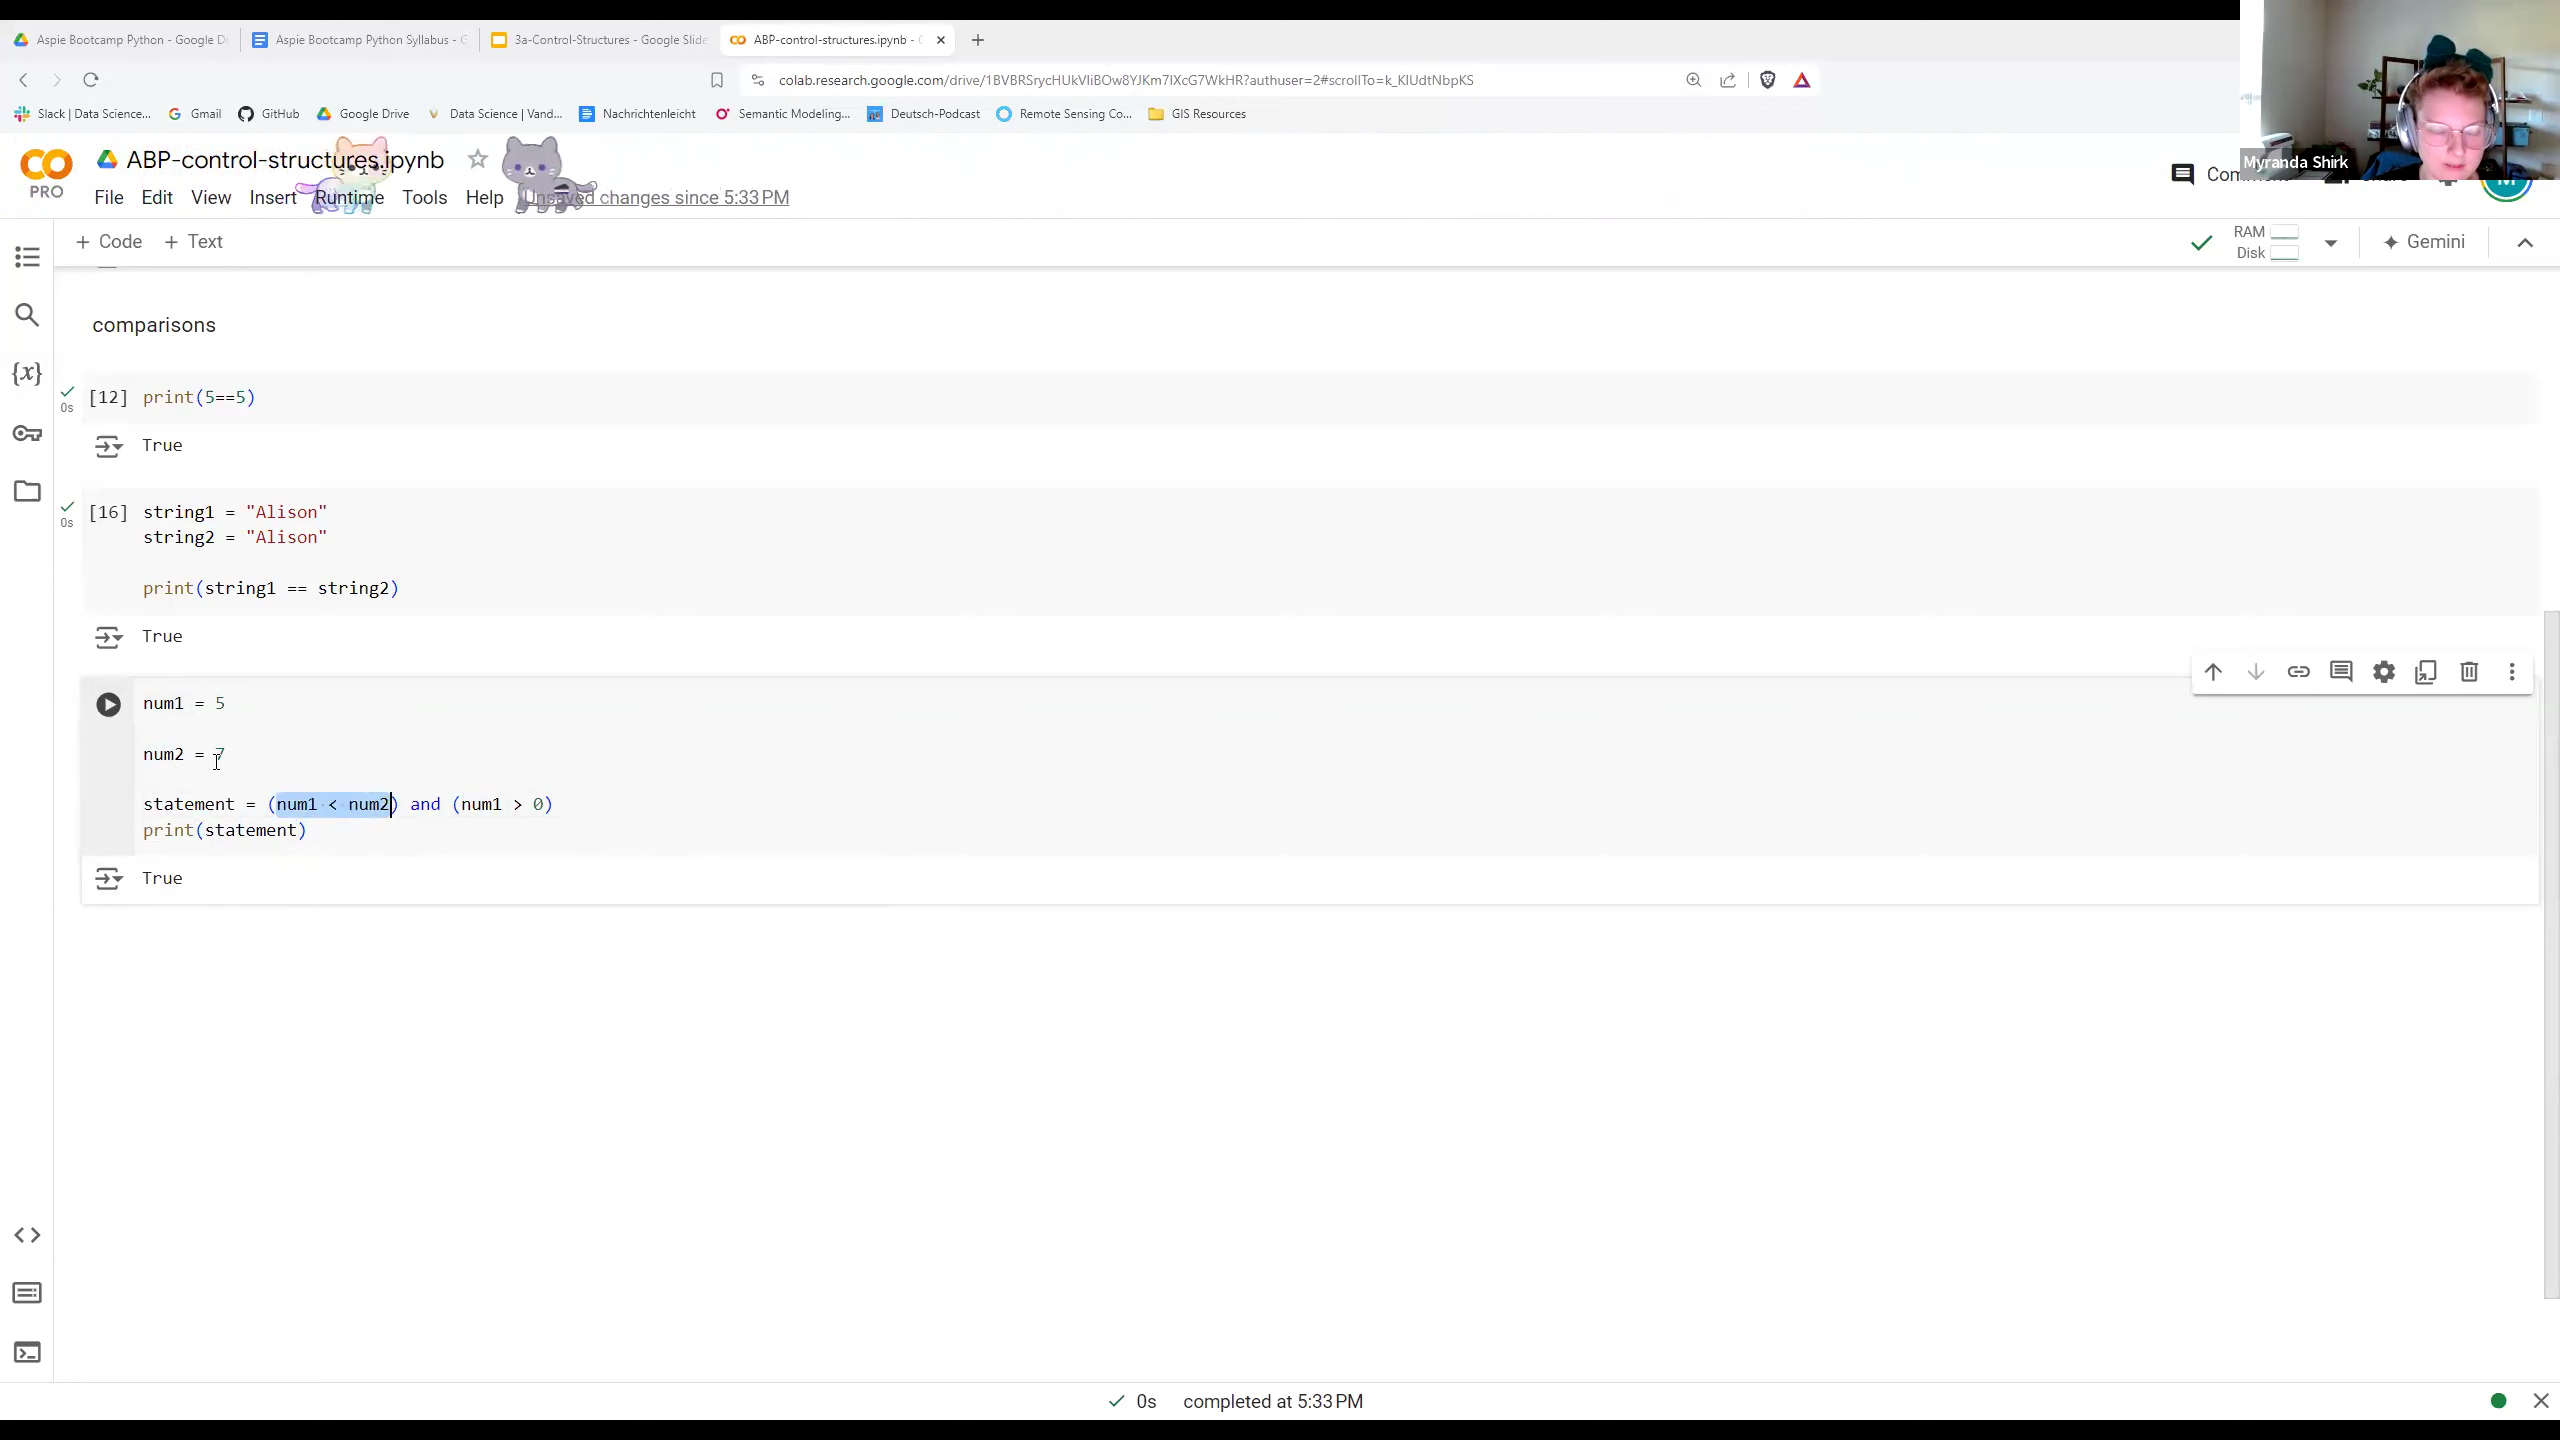 Aspie Bootcamp Python - Google D
Aspie Bootcamp Python Syllabus - G
3a-Control-Structures - Google Slide
ABP-control-structures.ipynb -
colab.research.google.com/drive/1BVBRSrycHUkVIiBOw8YJKm7IXcG7WkHR?authuser=2#scrollTo=k_KlUdtNbpKS
Slack | Data Science...
Gmail
GitHub
Google Drive
Data Science | Vand...
Nachrichtenleicht
Semantic Modeling...
Deutsch-Podcast
Remote Sensing Co...
GIS Resources
ABP-control-structures.ipynb
PRO
File Edit View Insert Runtime Tools Help Unsaved changes since 5:33 PM
Myranda Shirk
+ Code + Text
RAM
Disk
Gemini
comparisons
[12] print(5==5)
0s
True
[16] string1 = "Alison"
0s
string2 = "Alison"
print(string1 == string2)
True
num1 = 5
num2 = 7
statement = (num1 < num2) and (num1 > 0)
print(statement)
True
0s completed at 5:33 PM